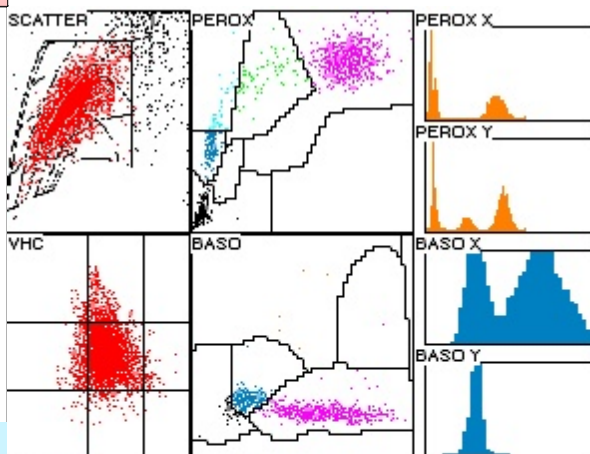 SCATTER
PEROX
PEROX X
PEROX Y
VHC
BASO
BASO X
BASO Y